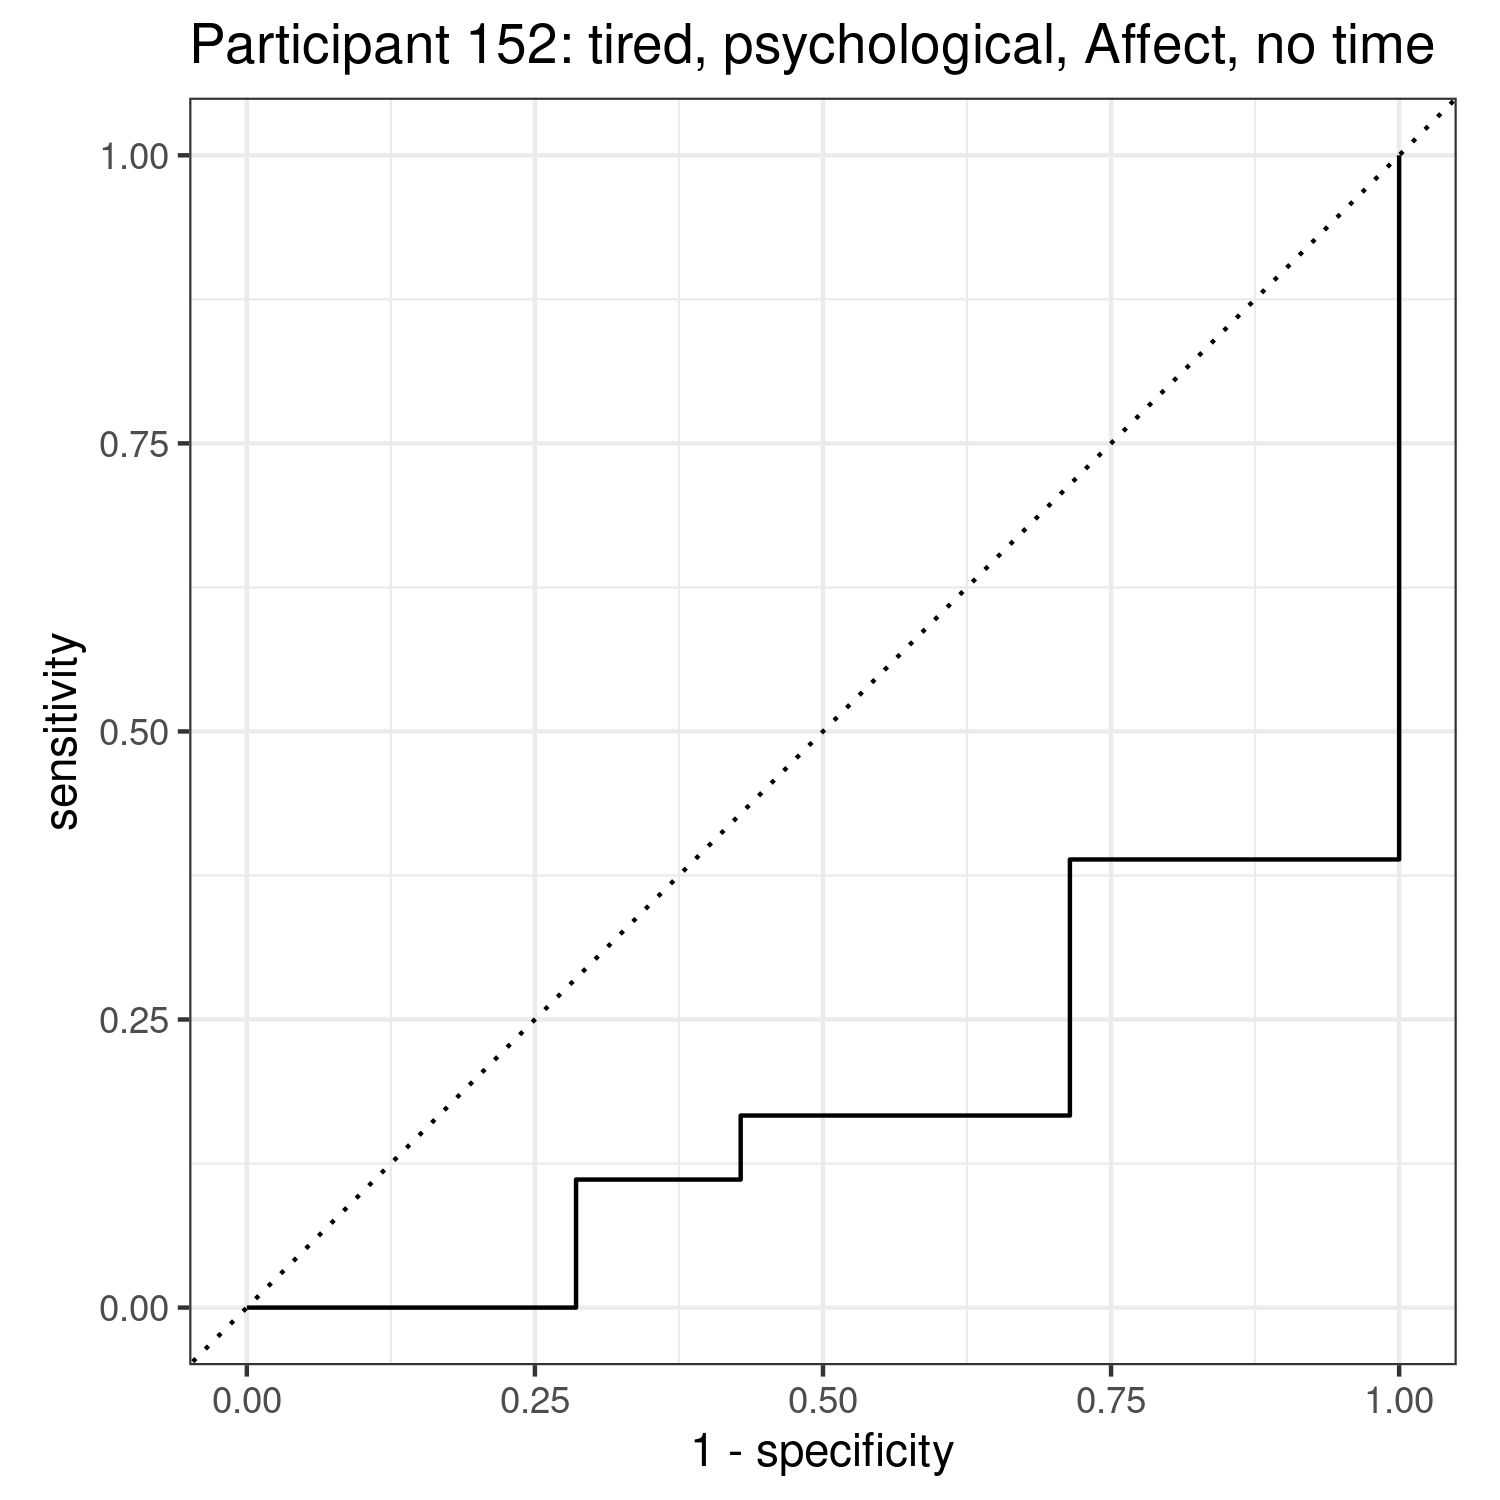 Participant 152: tired, psychological, Affect, no time
1.00
0.75
0.50
0.25
0.00
sensitivity
0.00 0.25 0.50 0.75 1.00
1 - specificity